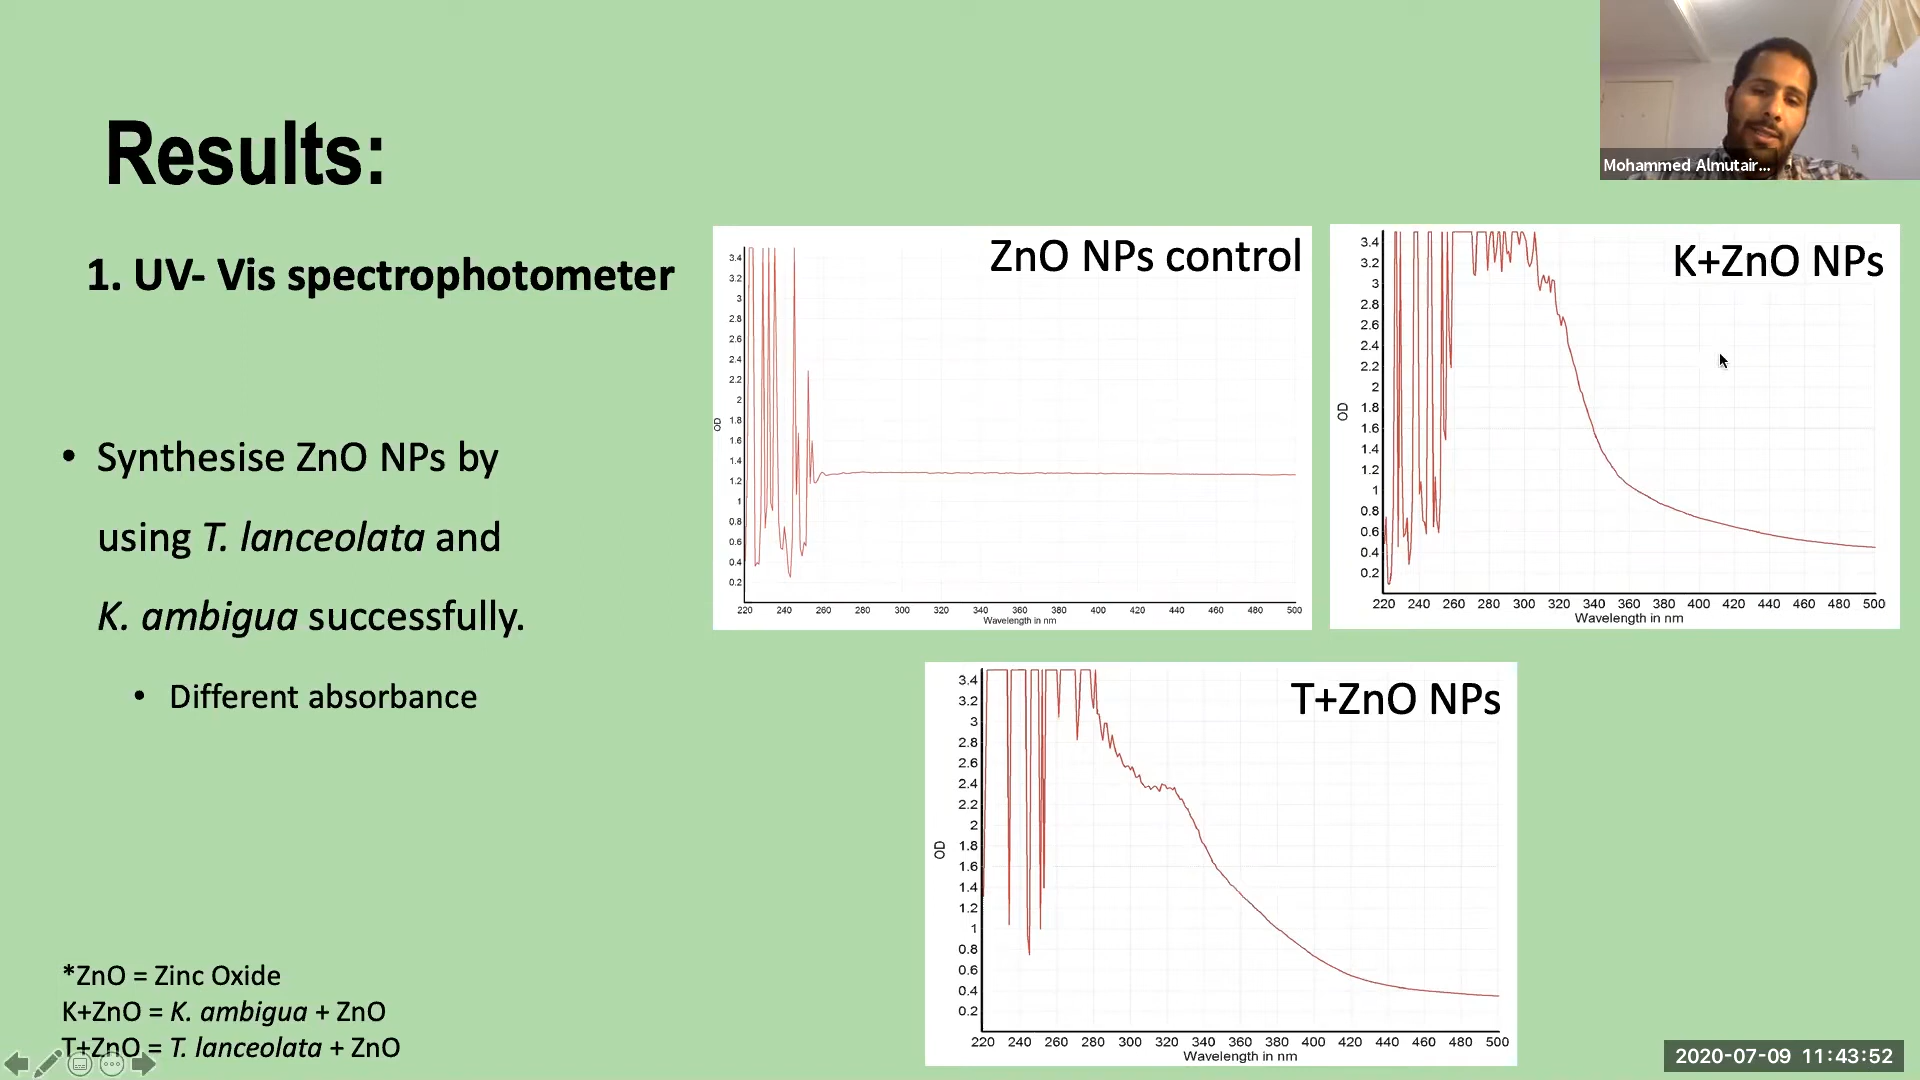 Results:
Mohammed Almutair...
1. UV- Vis spectrophotometer
• Synthesise ZnO NPs by
using T. lanceolata and
K. ambigua successfully.
• Different absorbance
*ZnO = Zinc Oxide
K+ZnO = K. ambigua + ZnO
T+ZnO = T. lanceolata + ZnO
ZnO NPs control
3.4
3.2
3
2.8
2.6
2.4
2.2
2
1.8
1.6
1.4
1.2
1
0.8
0.6
0.4
0.2
OD
220 240 260 280 300 320 340 360 380 400 420 440 460 480 500
Wavelength in nm
K+ZnO NPs
3.4
3.2
3
2.8
2.6
2.4
2.2
2
1.8
1.6
1.4
1.2
1
0.8
0.6
0.4
0.2
OD
220 240 260 280 300 320 340 360 380 400 420 440 460 480 500
Wavelength in nm
T+ZnO NPs
3.4
3.2
3
2.8
2.6
2.4
2.2
2
1.8
1.6
1.4
1.2
1
0.8
0.6
0.4
0.2
OD
220 240 260 280 300 320 340 360 380 400 420 440 460 480 500
Wavelength in nm
2020-07-09 11:43:52